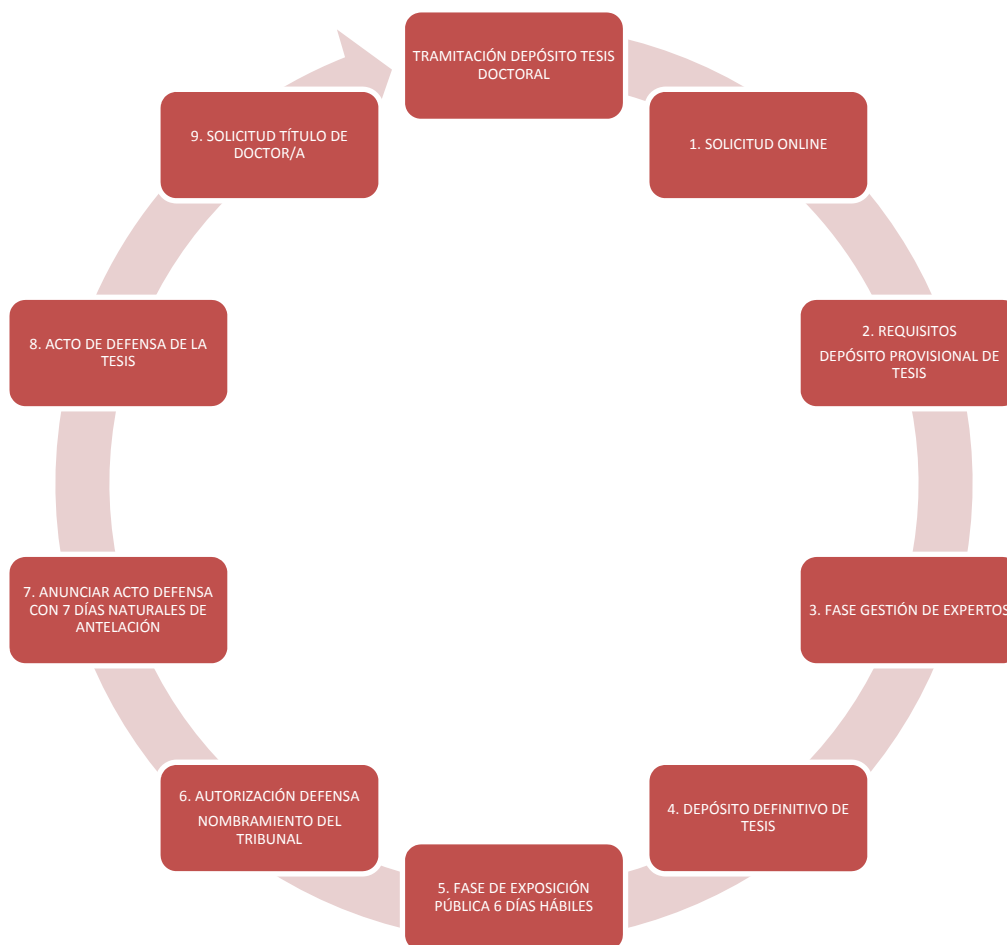 TRAMITACIÓN DEPÓSITO TESIS
DOCTORAL
1. SOLICITUD ONLINE
2. REQUISITOS
DEPÓSITO PROVISIONAL DE
TESIS
3. FASE GESTIÓN DE EXPERTOS
4. DEPÓSITO DEFINITIVO DE
TESIS
5. FASE DE EXPOSICIÓN
PÚBLICA 6 DÍAS HÁBILES
6. AUTORIZACIÓN DEFENSA
NOMBRAMIENTO DEL
TRIBUNAL
7. ANUNCIAR ACTO DEFENSA
CON 7 DÍAS NATURALES DE
ANTELACIÓN
8. ACTO DE DEFENSA DE LA
TESIS
9. SOLICITUD TÍTULO DE
DOCTOR/A